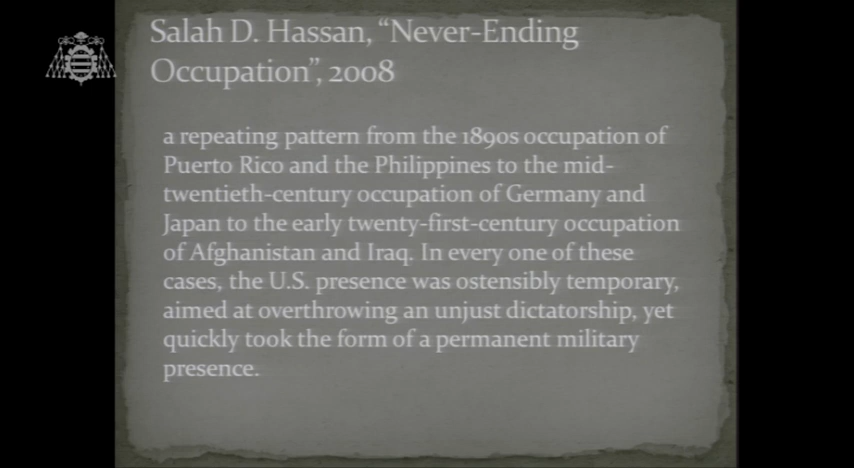 Salah D. Hassan, “Never-Ending
Occupation”, 2008
a repeating pattern from the 1890s occupation of
Puerto Rico and the Philippines to the mid-
twentieth-century occupation of Germany and
Japan to the early twenty-first-century occupation
of Afghanistan and Iraq. In every one of these
cases, the U.S. presence was ostensibly temporary,
aimed at overthrowing an unjust dictatorship, yet
quickly took the form of a permanent military
presence.